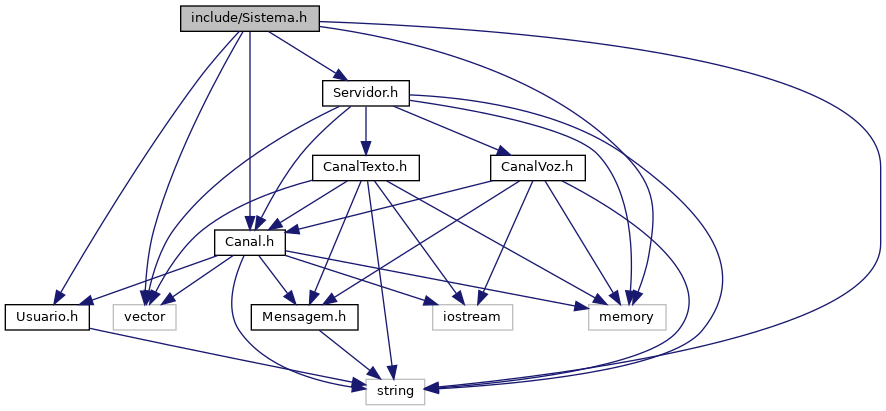 include/Sistema.h
Servidor.h
CanalTexto.h
CanalVoz.h
Canal.h
Usuario.h
vector
Mensagem.h
iostream
memory
string